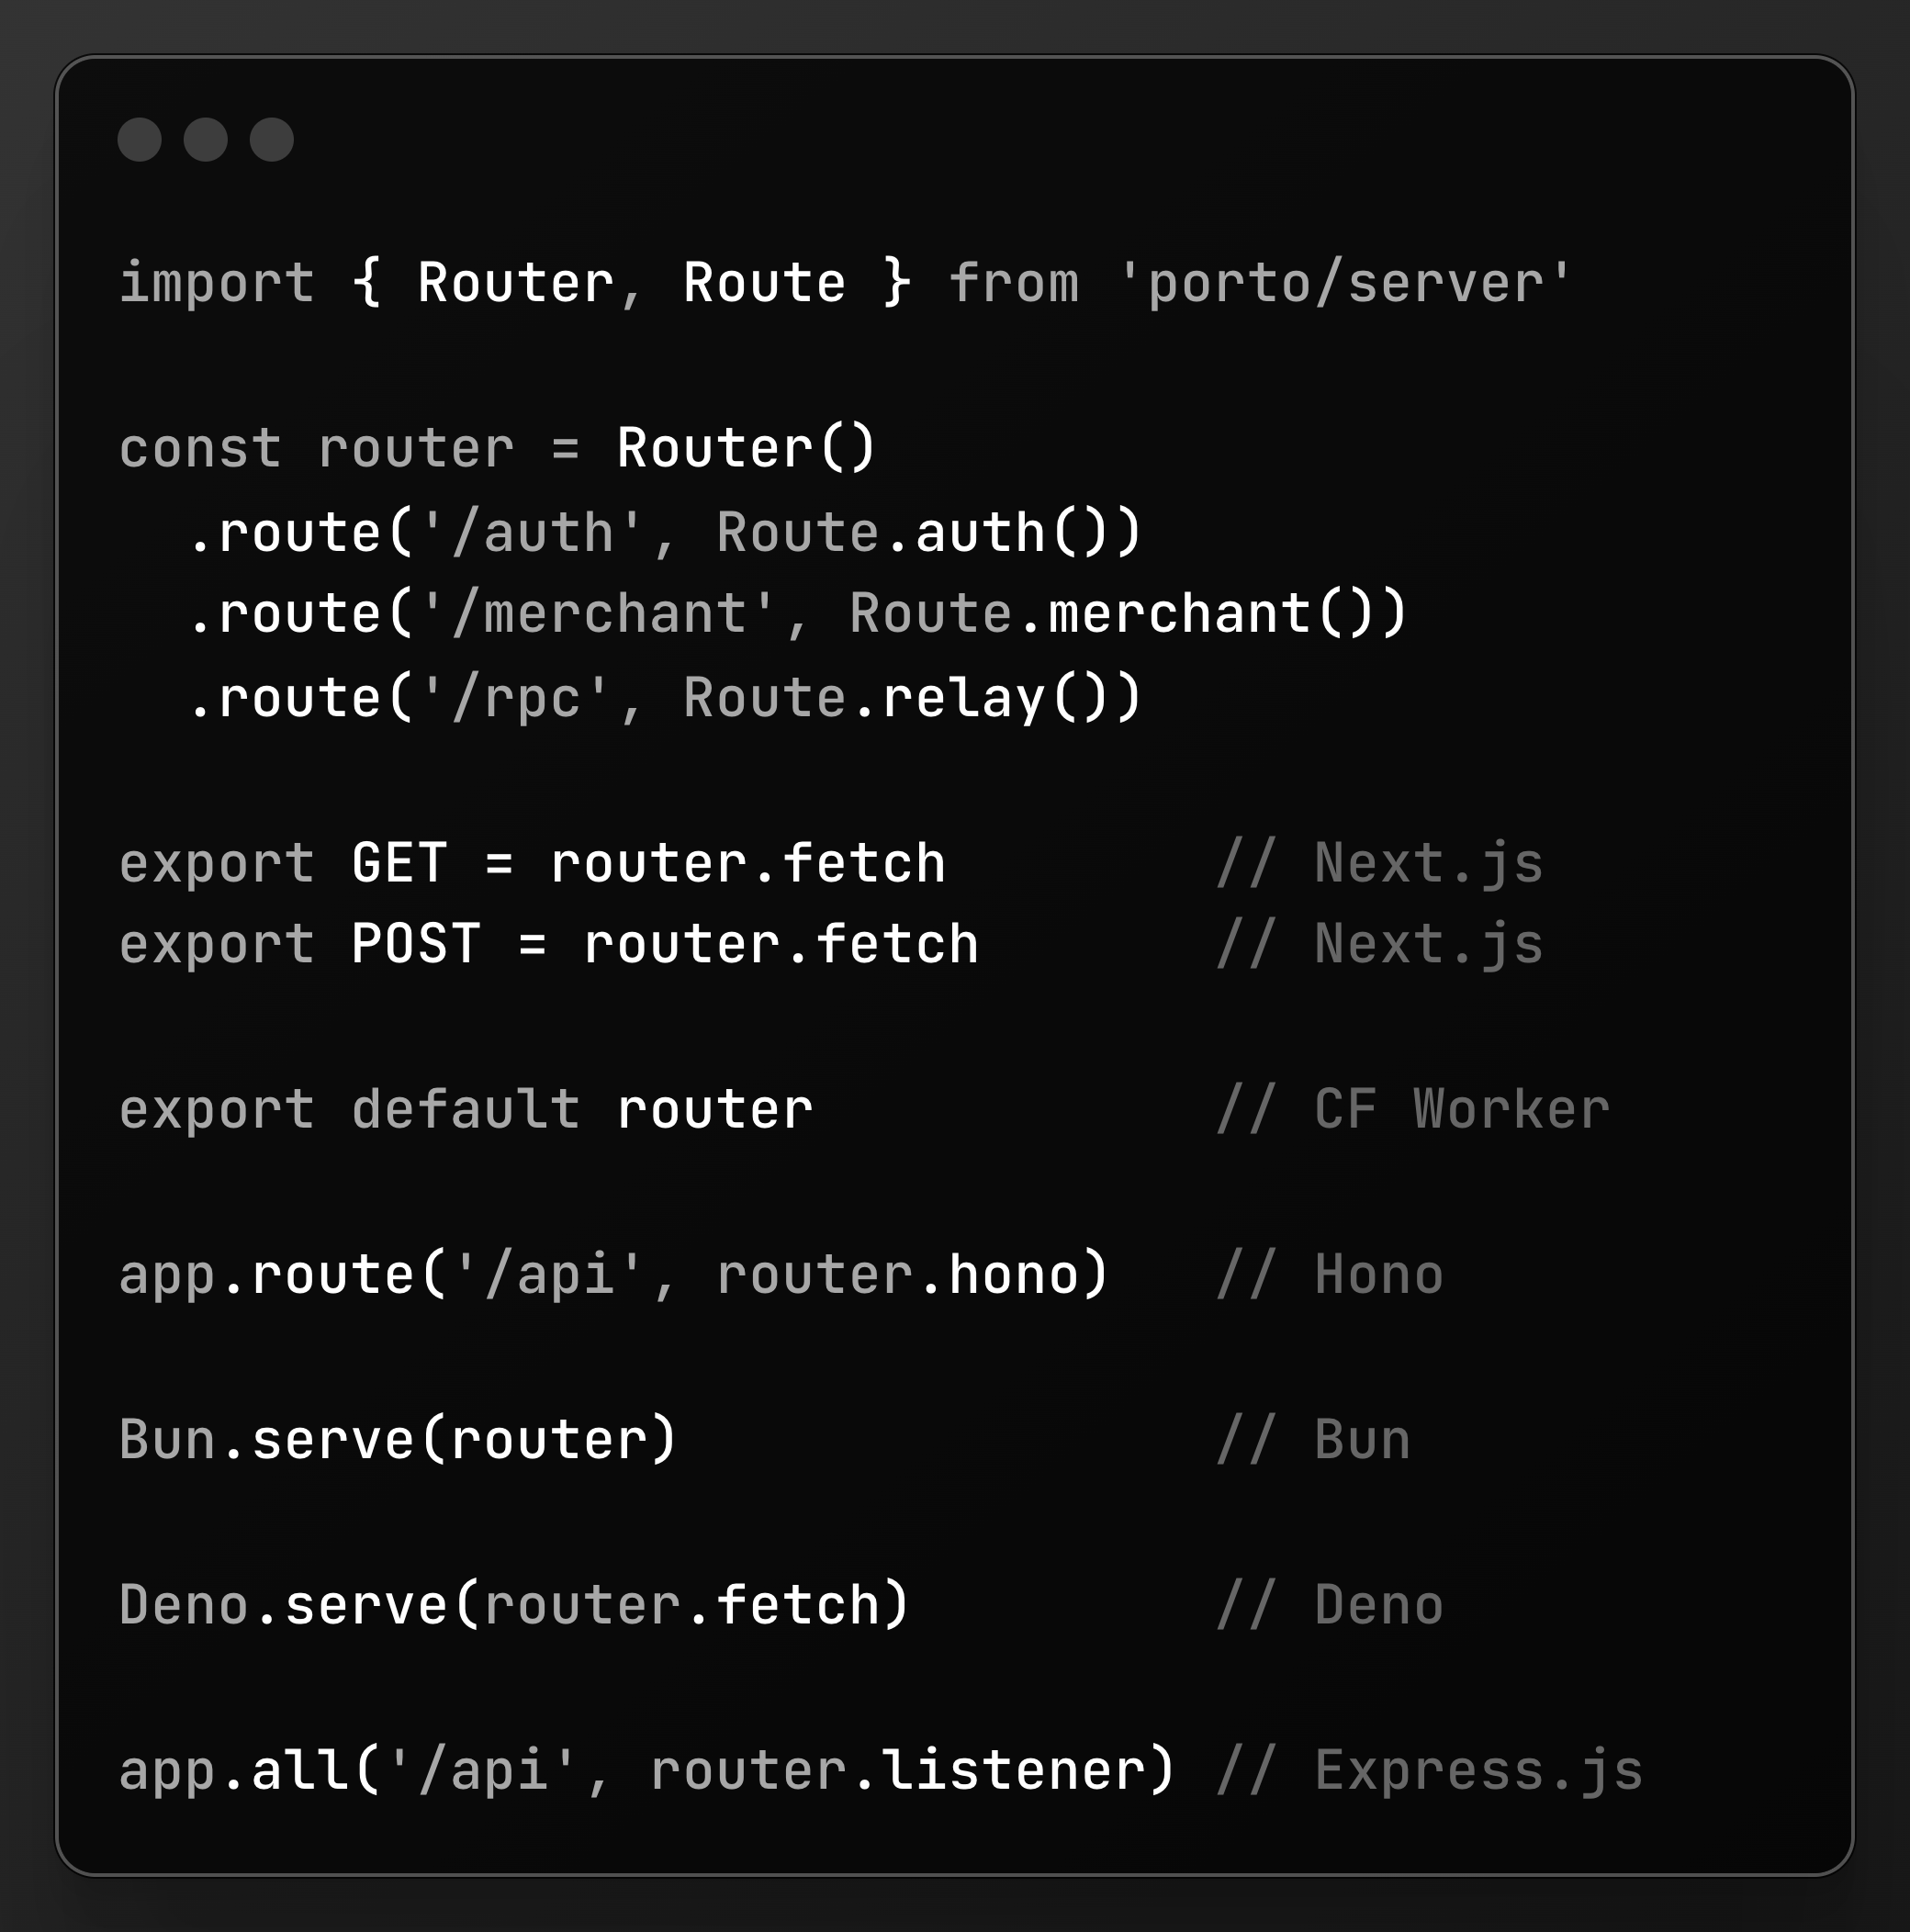 import { Router, Route } from 'porto/server'
const router = Router()
  .route('/auth', Route.auth())
  .route('/merchant', Route.merchant())
  .route('/rpc', Route.relay())
export GET = router.fetch        // Next.js
export POST = router.fetch       // Next.js
export default router            // CF Worker
app.route('/api', router.hono)   // Hono
Bun.serve(router)                // Bun
Deno.serve(router.fetch)         // Deno
app.all('/api', router.listener) // Express.js